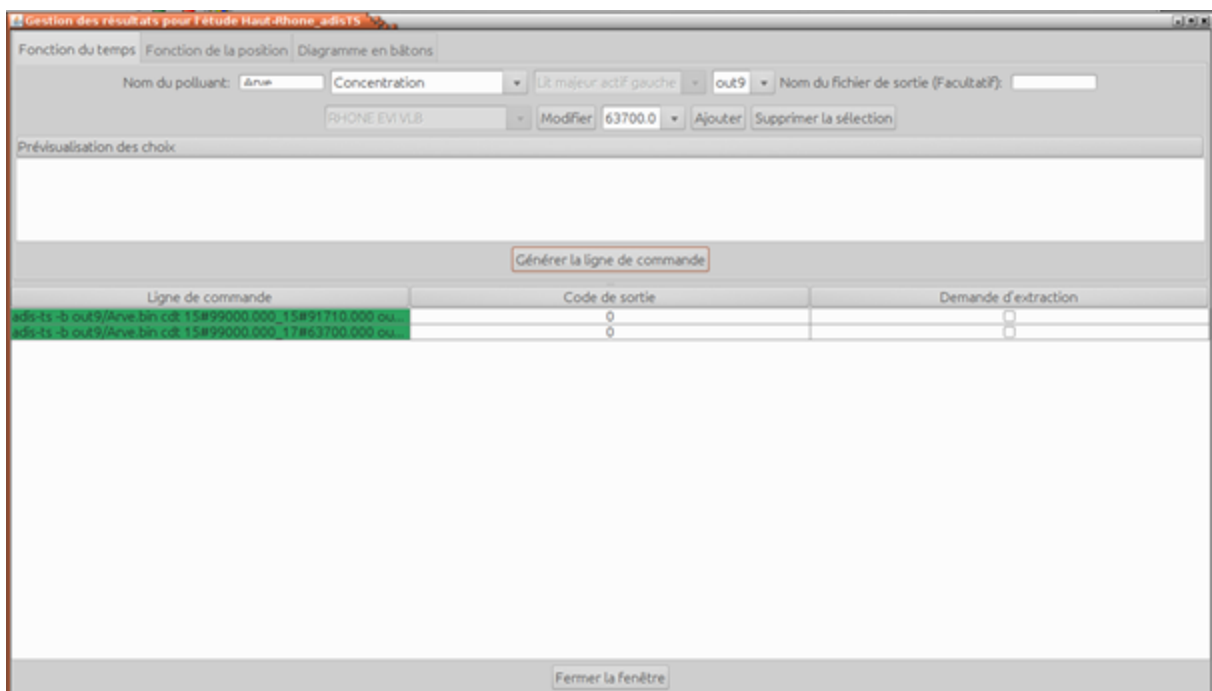 Gestion des résultats pour l'étude Haut-Rhone_adisTS
Fonction du temps Fonction de la position Diagramme en bâtons
Nom du polluant: Arve Concentration Lit majeur actif gauche out9 Nom du fichier de sortie (Facultatif):
RHONE EVI VLB Modifier 63700.0 Ajouter Supprimer la sélection
Prévisualisation des choix
Générer la ligne de commande
Ligne de commande Code de sortie Demande d'extraction
adis-ts -b out9/Arve.bin cdt 15#99000.000_15#91710.000 ou... 0
adis-ts -b out9/Arve.bin cdt 15#99000.000_17#63700.000 ou... 0
Fermer la fenêtre